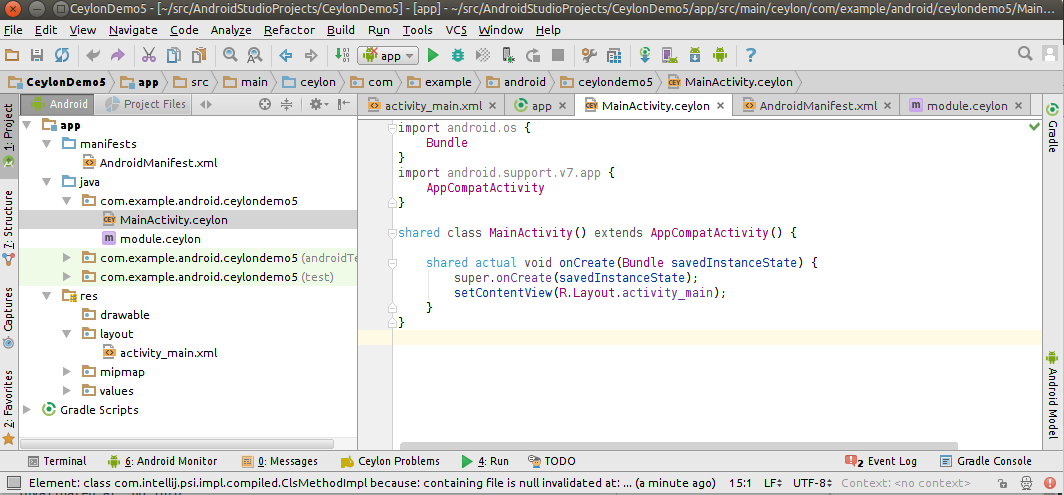 CeylonDemo5 - [~/src/AndroidStudioProjects/CeylonDemo5] - [app] - ~/src/AndroidStudioProjects/CeylonDemo5/app/src/main/ceylon/com/example/android/ceylondemo5/Main...
File Edit View Navigate Code Analyze Refactor Build Run Tools VCS Window Help
app
CeylonDemo5 app src main ceylon com example android ceylondemo5 MainActivity.ceylon
Android Project Files activity_main.xml app MainActivity.ceylon AndroidManifest.xml module.ceylon
1: Project
7: Structure
Captures
2: Favorites
app
manifests
AndroidManifest.xml
java
com.example.android.ceylondemo5
MainActivity.ceylon
module.ceylon
com.example.android.ceylondemo5 (androidTe
com.example.android.ceylondemo5 (test)
res
drawable
layout
activity_main.xml
mipmap
values
Gradle Scripts
import android.os {
Bundle
}
import android.support.v7.app {
AppCompatActivity
}
shared class MainActivity() extends AppCompatActivity() {
shared actual void onCreate(Bundle savedInstanceState) {
super.onCreate(savedInstanceState);
setContentView(R.Layout.activity_main);
}
}
Gradle
Android Model
Terminal 6: Android Monitor 0: Messages Ceylon Problems 4: Run TODO 2 Event Log Gradle Console
Element: class com.intellij.psi.impl.compiled.ClsMethodImpl because: containing file is null invalidated at: ... (a minute ago) 15:1 LF UTF-8 Context: <no context>